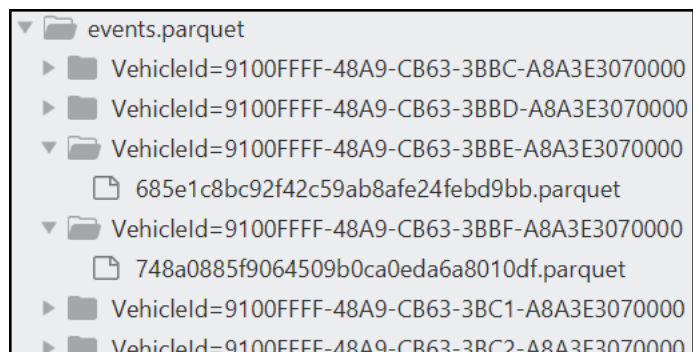 events.parquet
VehicleId=9100FFFF-48A9-CB63-3BBC-A8A3E3070000
VehicleId=9100FFFF-48A9-CB63-3BBD-A8A3E3070000
VehicleId=9100FFFF-48A9-CB63-3BBE-A8A3E3070000
685e1c8bc92f42c59ab8afe24febd9bb.parquet
VehicleId=9100FFFF-48A9-CB63-3BBF-A8A3E3070000
748a0885f9064509b0ca0eda6a8010df.parquet
VehicleId=9100FFFF-48A9-CB63-3BC1-A8A3E3070000
VehicleId=9100FFFF-48A9-CB63-3BC2-A8A3E3070000